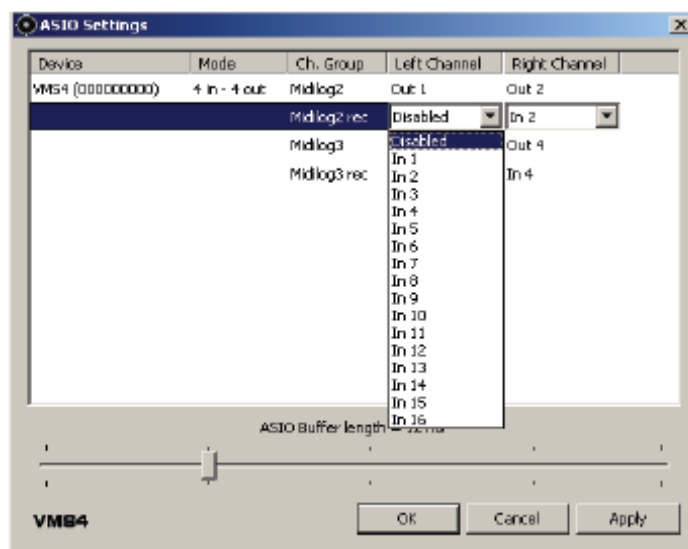 ASIO Settings
Device Mode Ch. Group Left Channel Right Channel
VMS4 (000000000) 4 in - 4 out Midilog2 Out 1 Out 2
Midilog2 rec Disabled In 2
Midilog3 Out 4
Midilog3 rec In 4
Disabled
In 1
In 2
In 3
In 4
In 5
In 6
In 7
In 8
In 9
In 10
In 11
In 12
In 13
In 14
In 15
In 16
ASIO Buffer length
VMS4
OK Cancel Apply